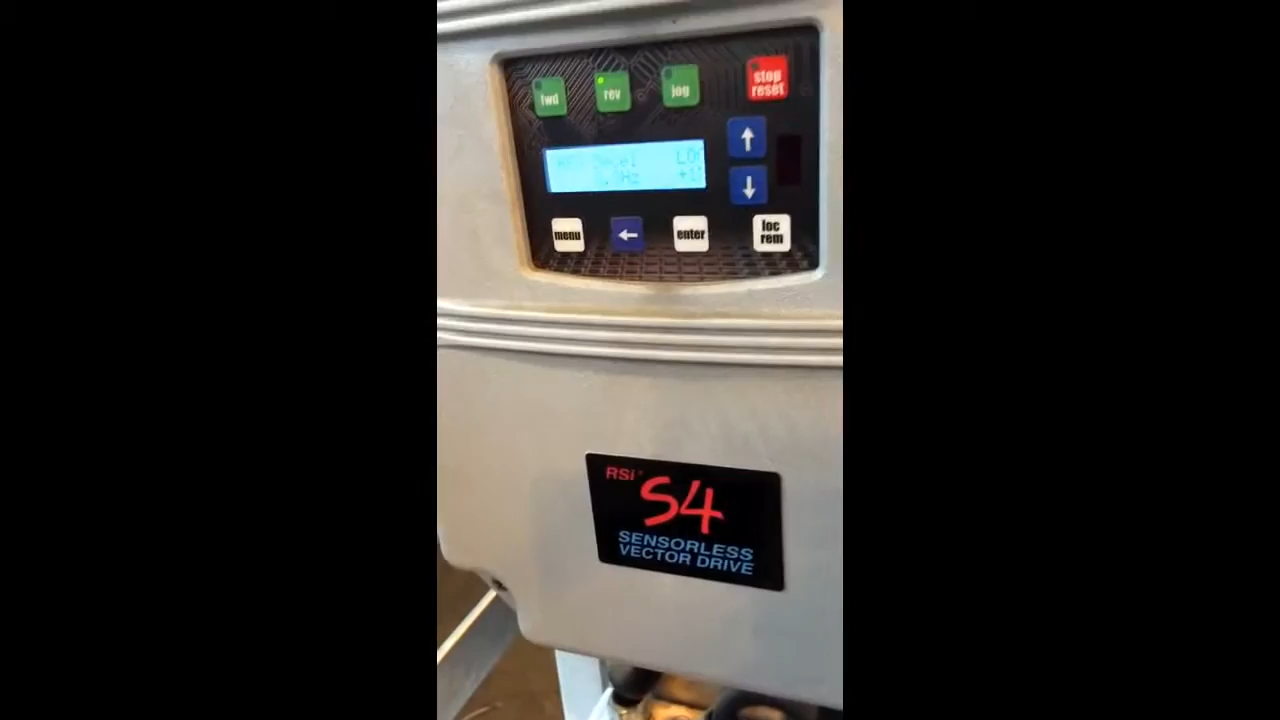 fwd
rev
jog
stop
reset
menu
enter
loc
rem
RSi
S4
SENSORLESS
VECTOR DRIVE